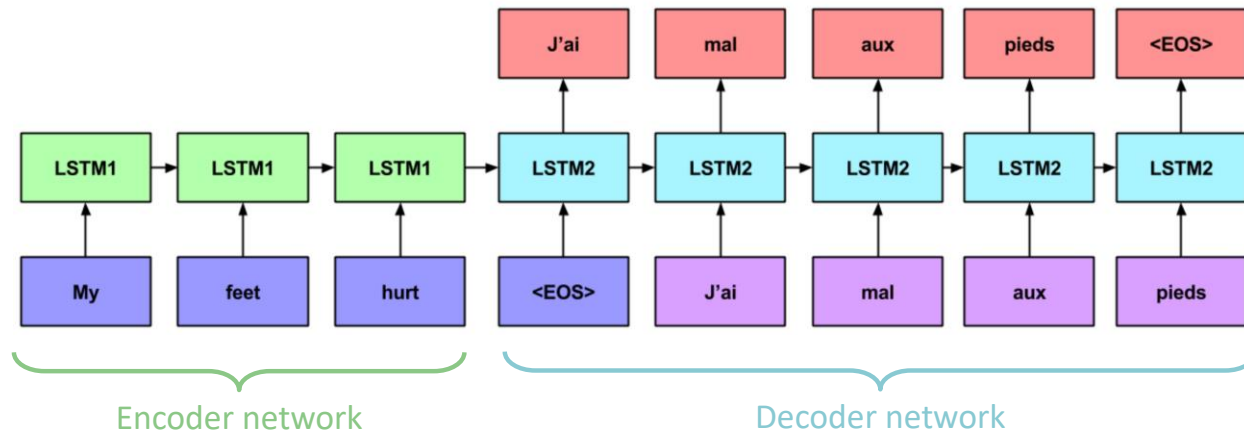 J'ai mal aux pieds <EOS>
LSTM1 LSTM1 LSTM1 LSTM2 LSTM2 LSTM2 LSTM2 LSTM2
My feet hurt <EOS> J'ai mal aux pieds
Encoder network Decoder network